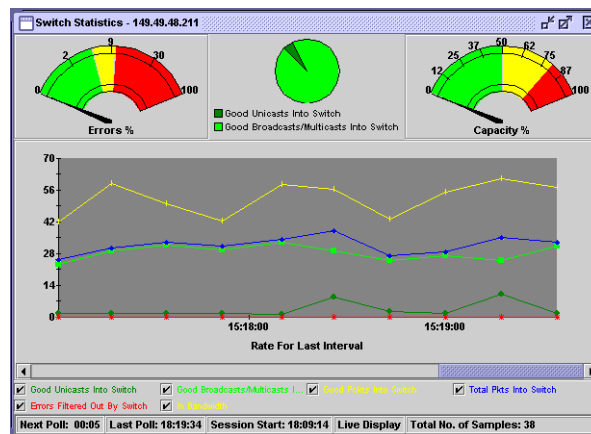 Switch Statistics - 149.49.48.211
0 2 9 30 100
Errors %
Good Unicasts Into Switch
Good Broadcasts/Multicasts Into Switch
0 12 25 37 50 62 75 87 100
Capacity %
70
56
42
28
14
0
15:18:00 15:19:00
Rate For Last Interval
Good Unicasts Into Switch Good Broadcasts/Multicasts I... Good Pkts Into Switch Total Pkts Into Switch
Errors Filtered Out By Switch % Bandwidth
Next Poll: 00:05 Last Poll: 18:19:34 Session Start: 18:09:14 Live Display Total No. of Samples: 38